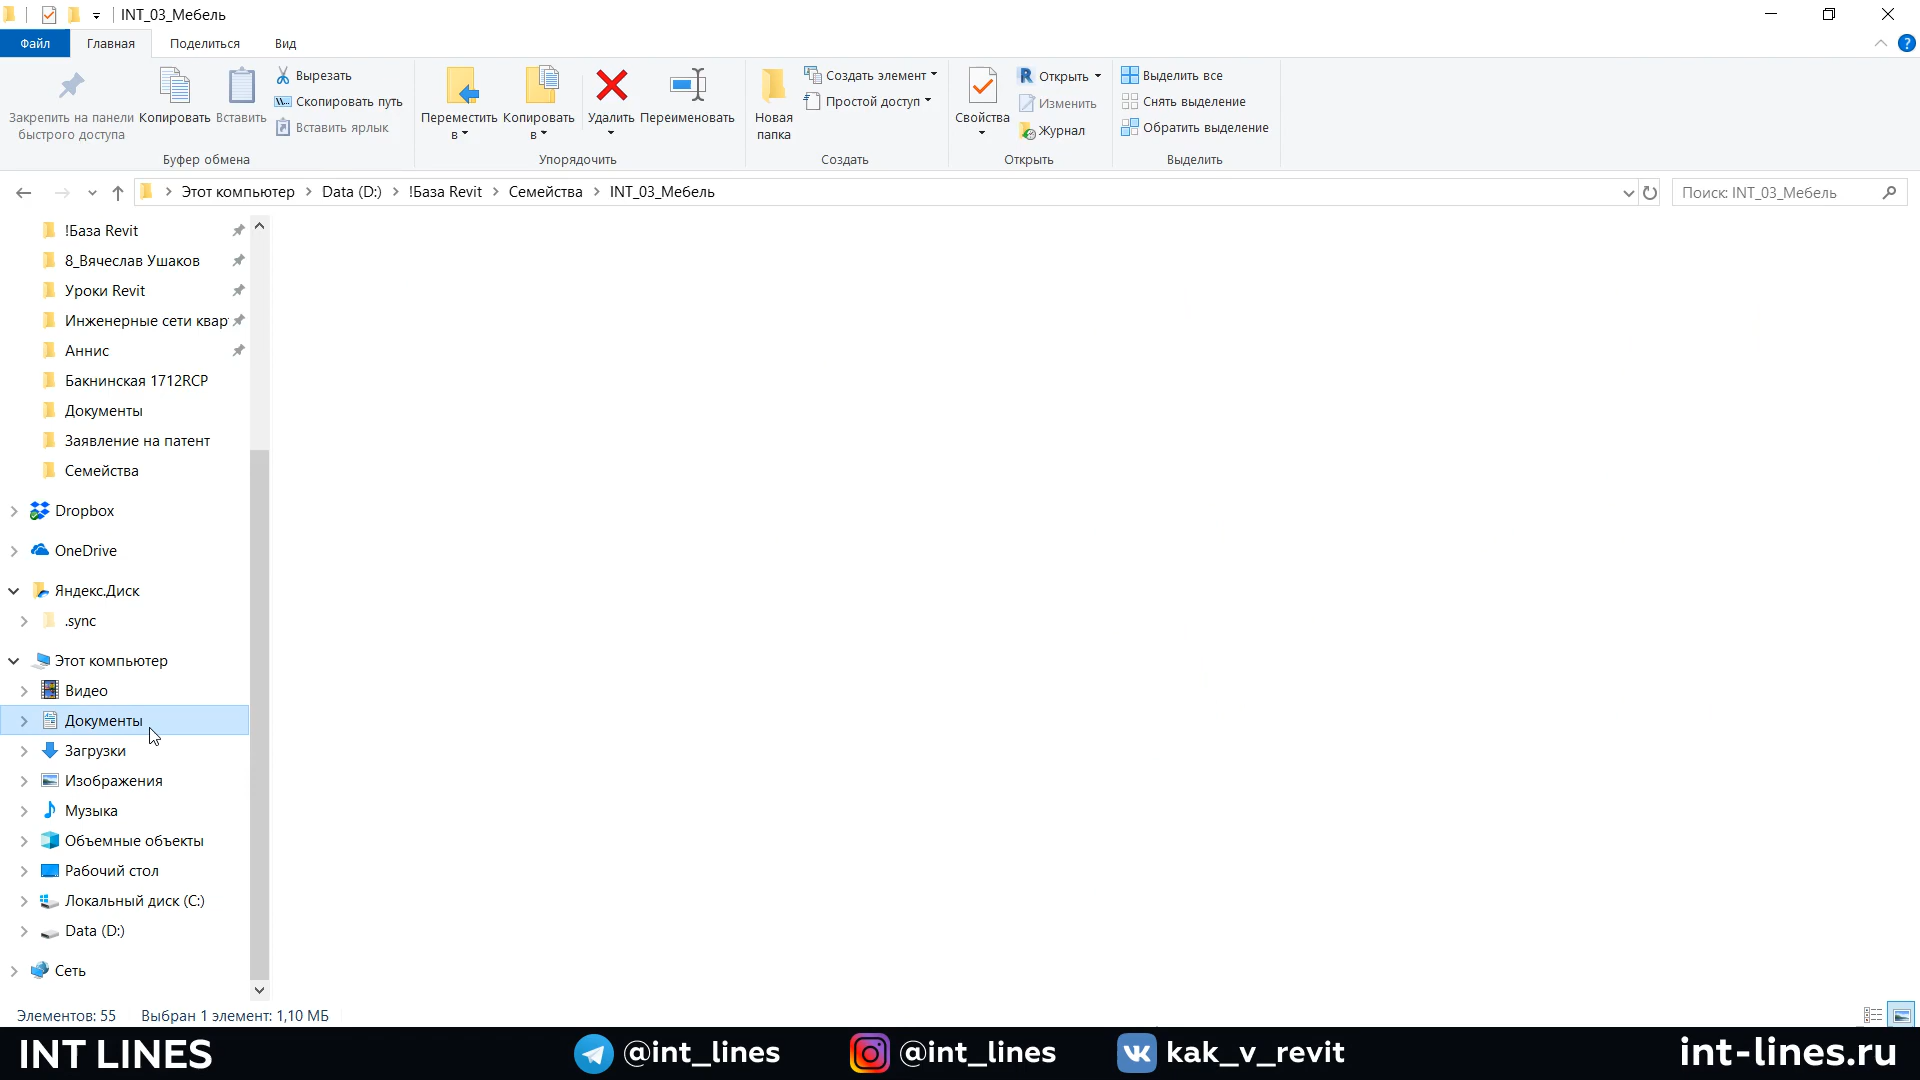 INT_03_Мебель
Файл
Главная
Поделиться
Вид
Закрепить на панели быстрого доступа
Копировать
Вставить
Вырезать
Скопировать путь
Вставить ярлык
Буфер обмена
Переместить в
Копировать в
Удалить
Переименовать
Упорядочить
Новая папка
Создать элемент
Простой доступ
Создать
Свойства
Открыть
Изменить
Журнал
Открыть
Выделить все
Снять выделение
Обратить выделение
Выделить
Этот компьютер
Data (D:)
!База Revit
Семейства
INT_03_Мебель
Поиск: INT_03_Мебель
!База Revit
8_Вячеслав Ушаков
Уроки Revit
Инженерные сети квар
Аннис
Бакнинская 1712RCP
Документы
Заявление на патент
Семейства
Dropbox
OneDrive
Яндекс.Диск
.sync
Этот компьютер
Видео
Документы
Загрузки
Изображения
Музыка
Объемные объекты
Рабочий стол
Локальный диск (C:)
Data (D:)
Сеть
Элементов: 55
Выбран 1 элемент: 1,10 МБ
INT LINES
@int_lines
@int_lines
kak_v_revit
int-lines.ru